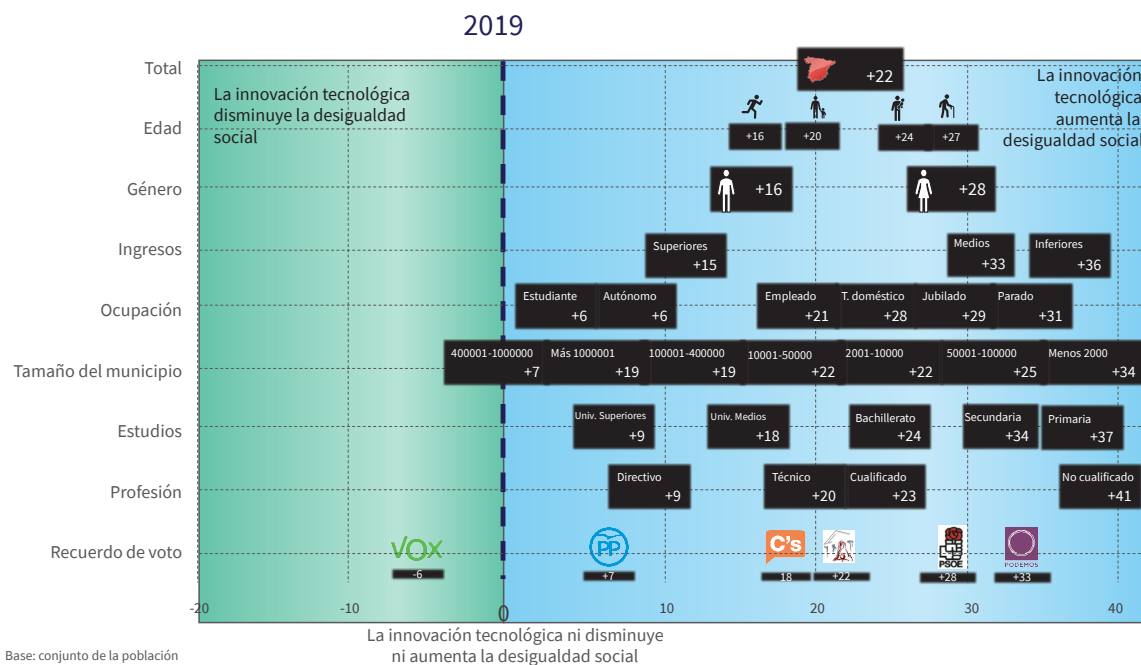 2019
Total
+22
La innovación tecnológica
disminuye la desigualdad
social
La innovación
tecnológica
aumenta la
desigualdad social
Edad
+16 +20 +24 +27
Género
+16 +28
Ingresos
Superiores Medios Inferiores
+15 +33 +36
Ocupación
Estudiante Autónomo Empleado T. doméstico Jubilado Parado
+6 +6 +21 +28 +29 +31
Tamaño del municipio
400001-1000000 Más 1000001 100001-400000 10001-50000 2001-10000 50001-100000 Menos 2000
+7 +19 +19 +22 +22 +25 +34
Estudios
Univ. Superiores Univ. Medios Bachillerato Secundaria Primaria
+9 +18 +24 +34 +37
Profesión
Directivo Técnico Cualificado No cualificado
+9 +20 +23 +41
Recuerdo de voto
VOX PP C's PSOE PODEMOS
-6 +7 18 +22 +28 +33
-20 -10 0 10 20 30 40
La innovación tecnológica ni disminuye
ni aumenta la desigualdad social
Base: conjunto de la población